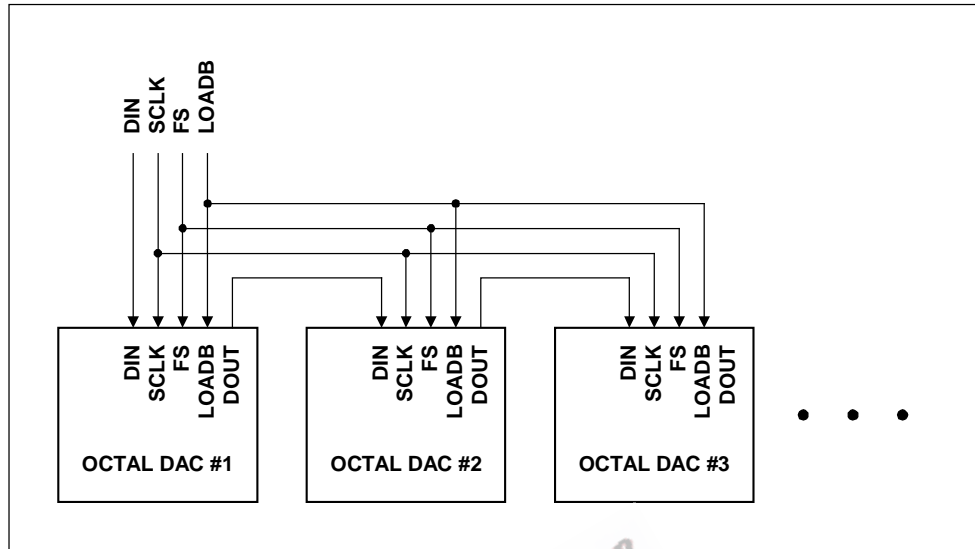 DIN
SCLK
FS
LOADB
DIN
SCLK
FS
LOADB
DOUT
OCTAL DAC #1
DIN
SCLK
FS
LOADB
DOUT
OCTAL DAC #2
DIN
SCLK
FS
LOADB
DOUT
OCTAL DAC #3